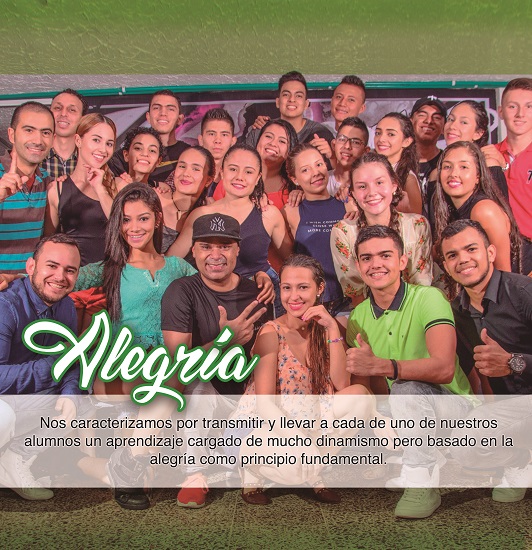 Alegría
Nos caracterizamos por transmitir y llevar a cada de uno de nuestros
alumnos un aprendizaje cargado de mucho dinamismo pero basado en la
alegría como principio fundamental.